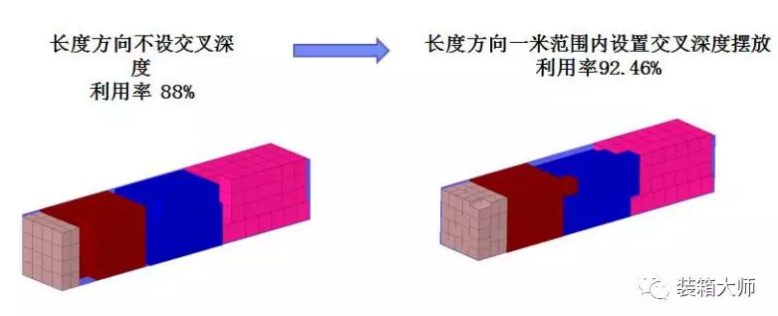 长度方向不设交叉深
度
利用率 88%
长度方向一米范围内设置交叉深度摆放
利用率92.46%
装箱大师